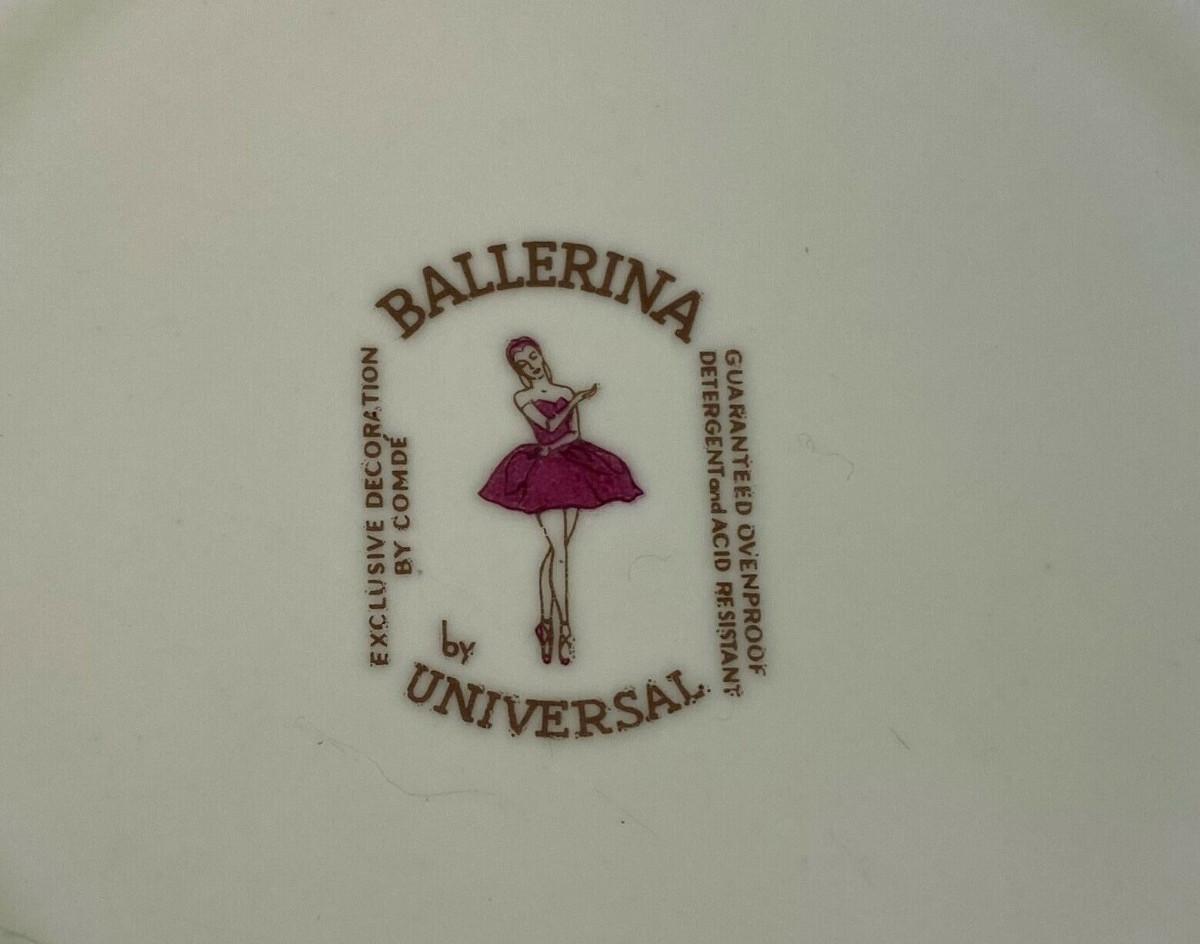 BALLERINA
EXCLUSIVE DECORATION
BY COMDÉ
GUARANTEED OVENPROOF
DETERGENT and ACID RESISTANT
by
UNIVERSAL